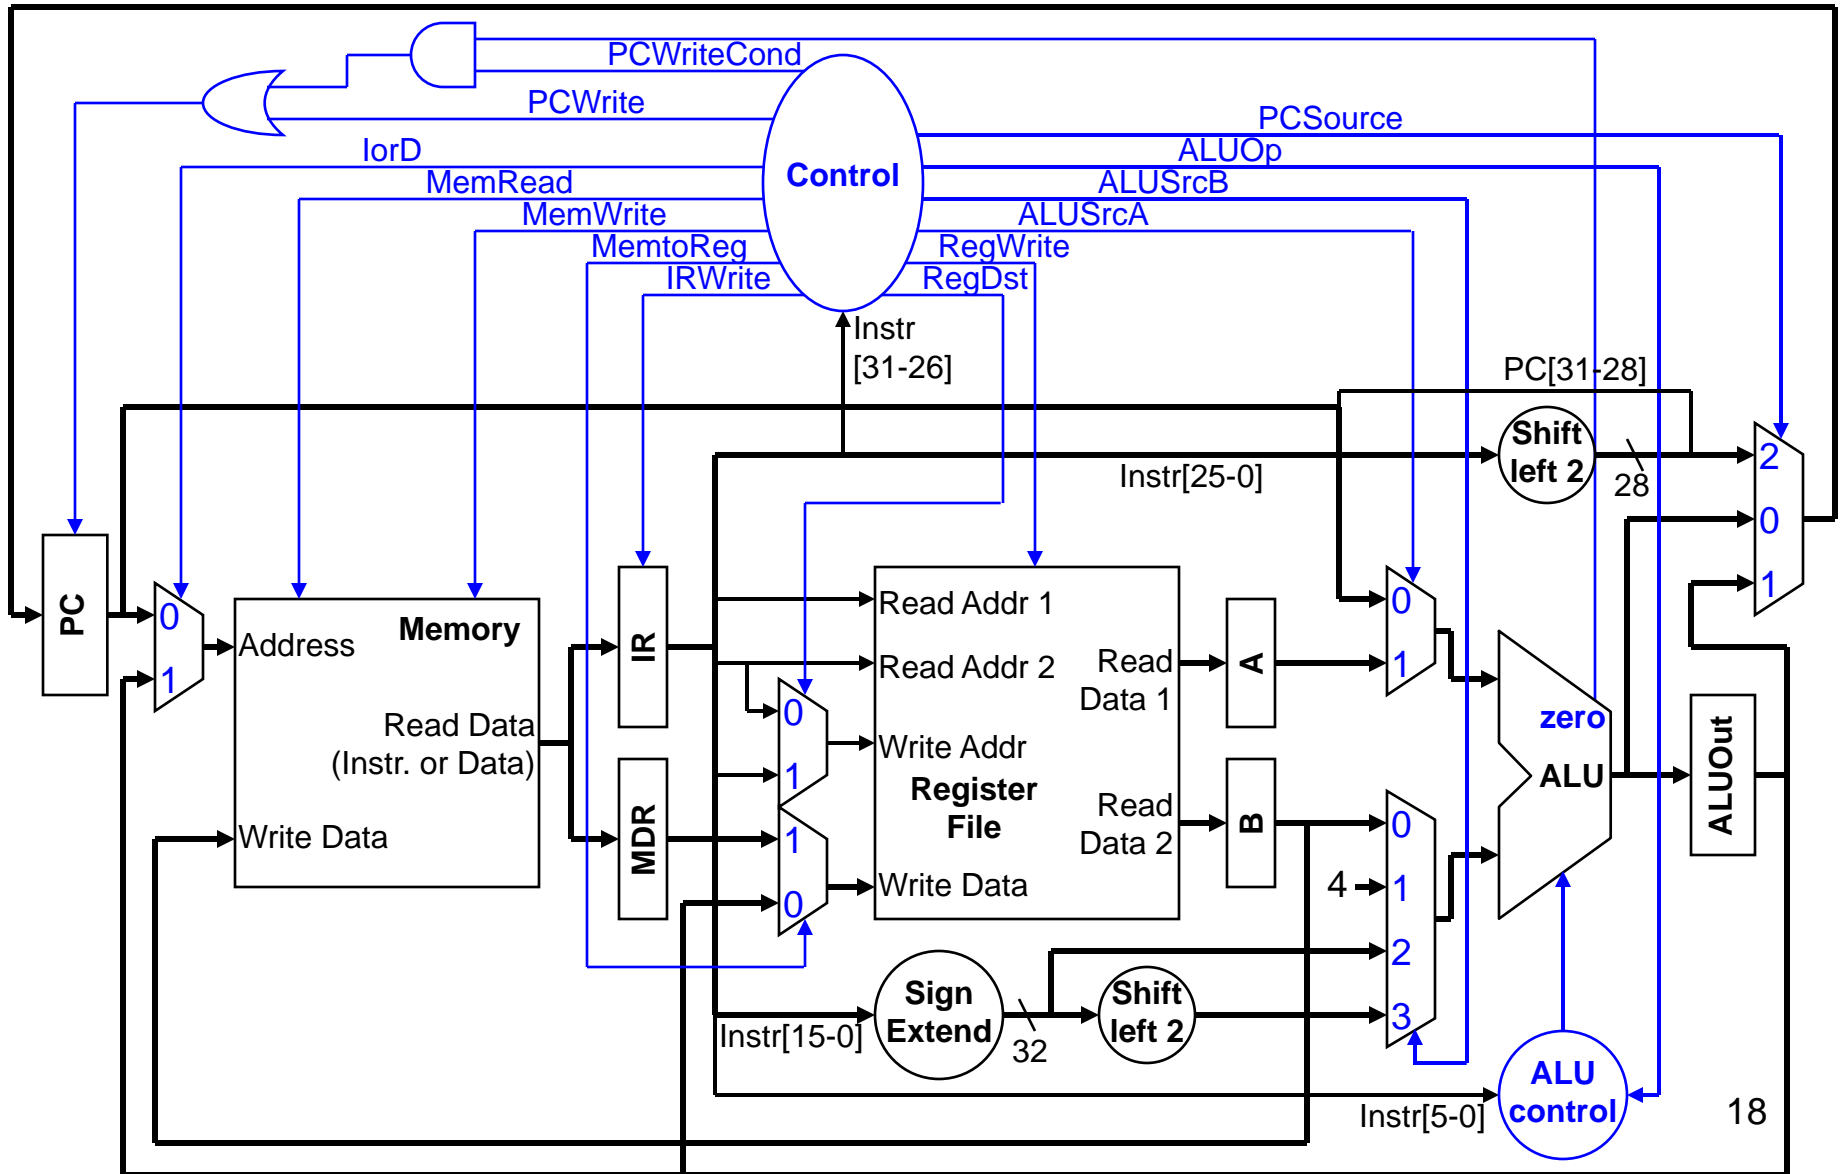 PCWriteCond
PCWrite
PCSource
IorD
ALUOp
Control
MemRead
ALUSrcB
MemWrite
ALUSrcA
MemtoReg
RegWrite
IRWrite
RegDst
Instr
[31-26]
PC[31-28]
Shift
left 2
2
Instr[25-0]
28
0
1
PC
0
1
Address
Memory
Read Data
(Instr. or Data)
Write Data
IR
MDR
0
1
1
0
Read Addr 1
Read Addr 2
Read
Data 1
Write Addr
Register
File
Read
Data 2
Write Data
A
B
0
1
0
4
1
2
3
zero
ALU
ALUOut
Sign
Extend
Instr[15-0]
32
Shift
left 2
ALU
control
Instr[5-0]
18